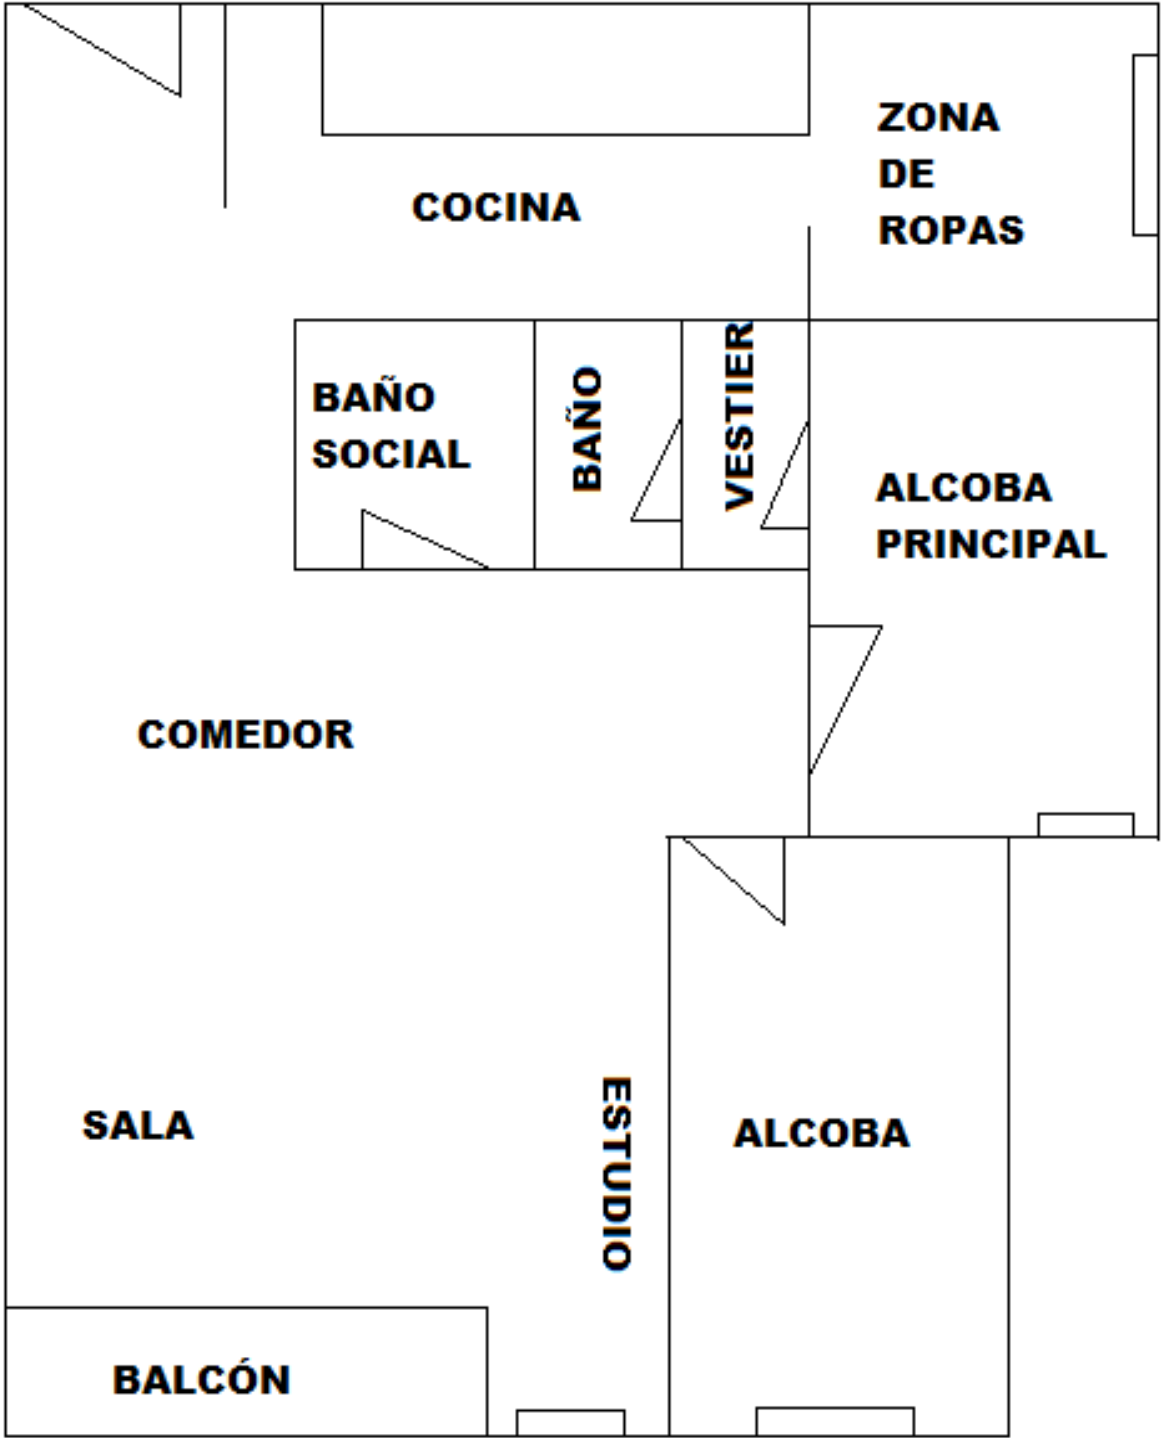 ZONA
DE
ROPAS
COCINA
BAÑO
SOCIAL
BAÑO
VESTIER
ALCOBA
PRINCIPAL
COMEDOR
SALA
ESTUDIO
ALCOBA
BALCÓN